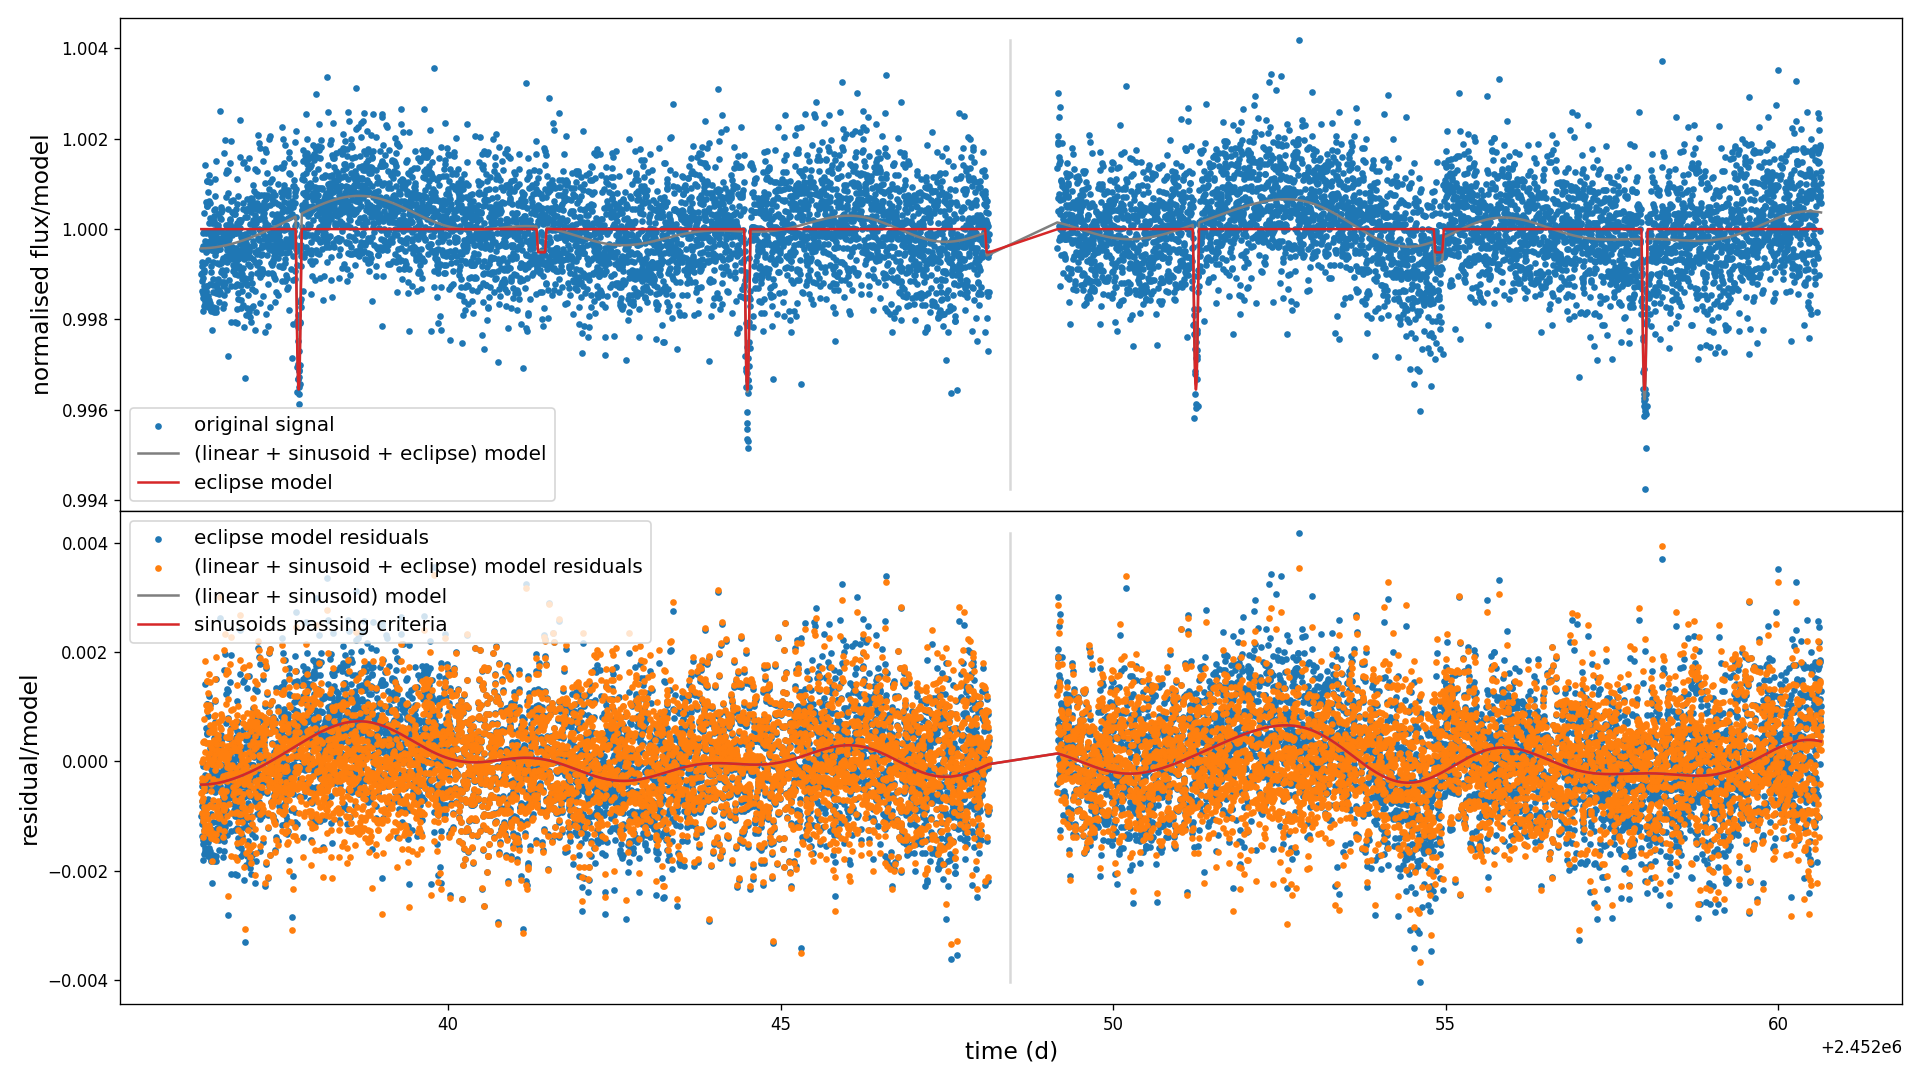 1.004
1.002
1.000
0.998
0.996
0.994
normalised flux/model
original signal
(linear + sinusoid + eclipse) model
eclipse model
0.004
0.002
0.000
−0.002
−0.004
residual/model
eclipse model residuals
(linear + sinusoid + eclipse) model residuals
(linear + sinusoid) model
sinusoids passing criteria
40
45
50
55
60
time (d)
+2.452e6